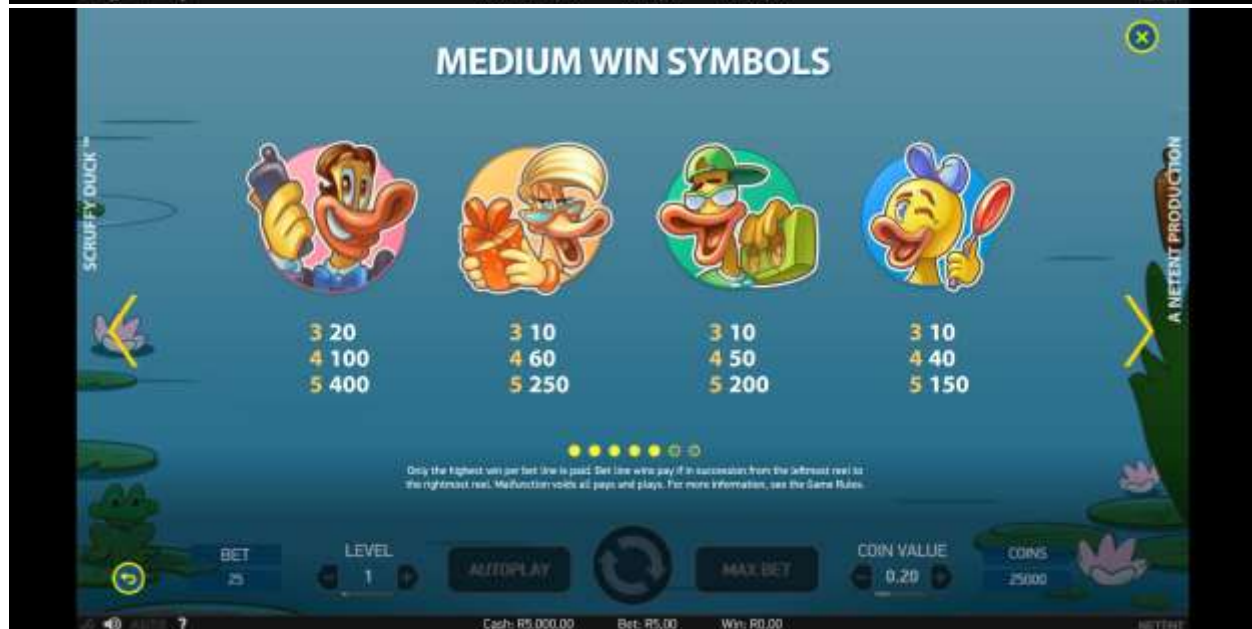 MEDIUM WIN SYMBOLS
SCRUFFY DUCK ™
A NETENT PRODUCTION
3 20
4 100
5 400
3 10
4 60
5 250
3 10
4 50
5 200
3 10
4 40
5 150
Only the highest win per bet line is paid. Bet line wins pay if in succession from the leftmost reel to
the rightmost reel. Malfunction voids all pays and plays. For more information, see the Game Rules.
BET
25
LEVEL
1
AUTOPLAY
MAX BET
COIN VALUE
0.20
COINS
25000
AUTO ?
Cash: R5,000.00 Bet: R5.00 Win: R0.00
NETENT